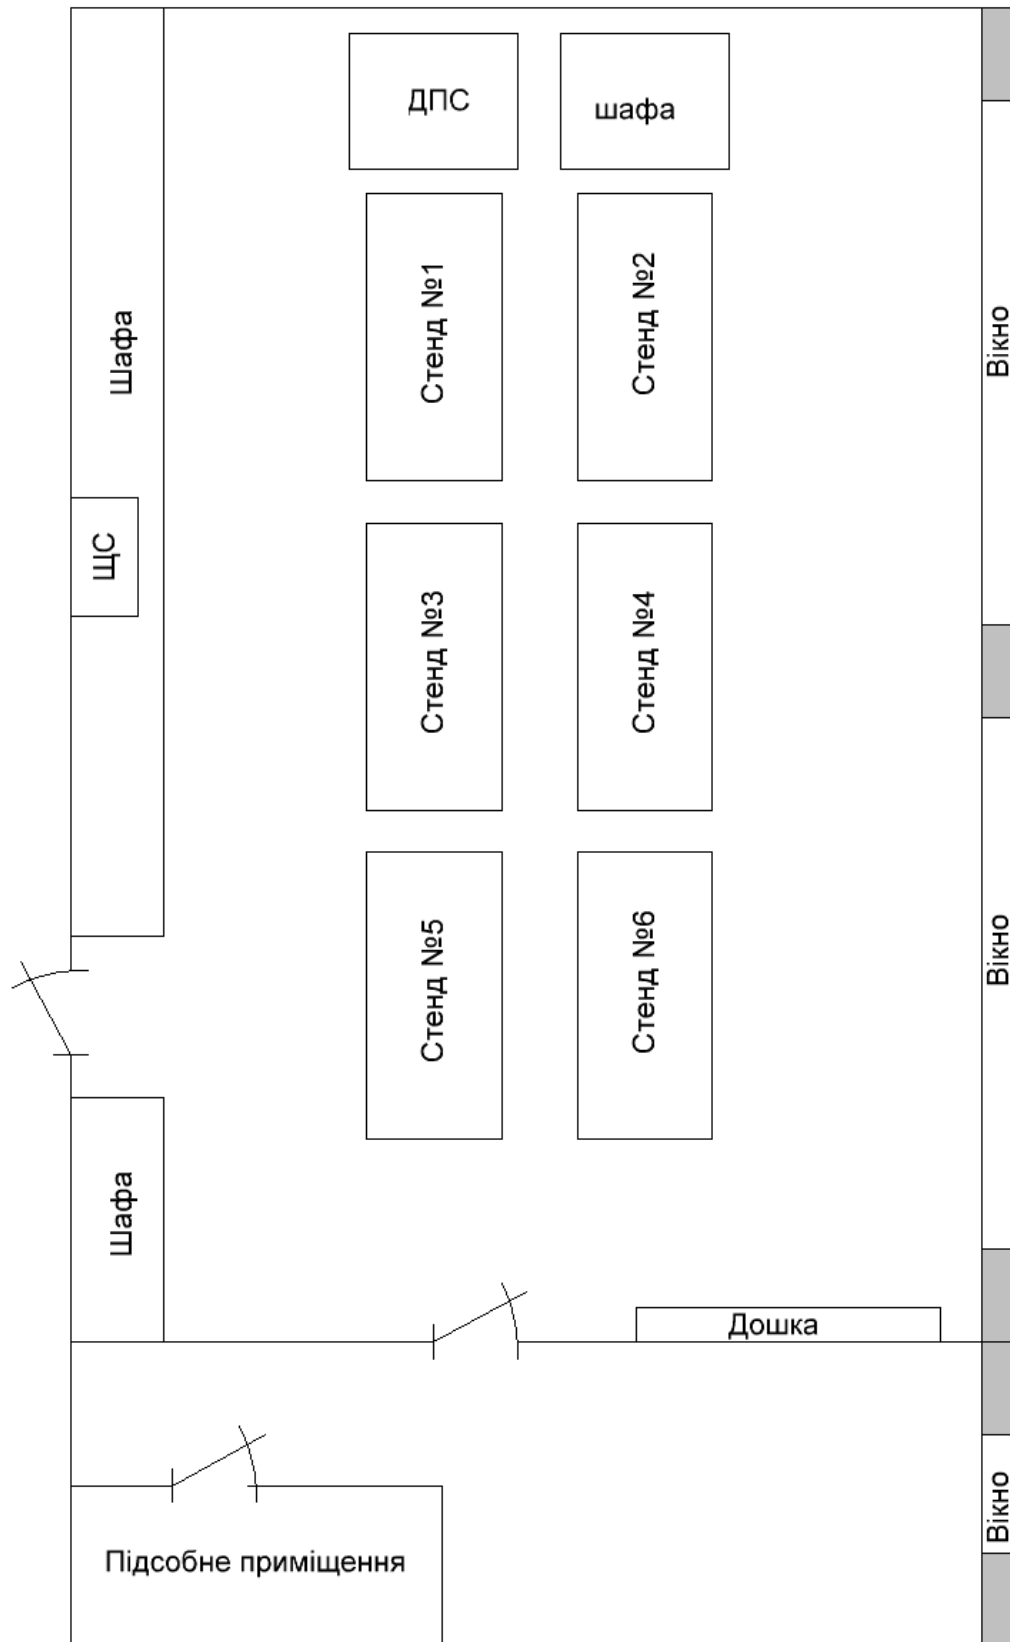 ДПС
шафа
Стенд №1
Стенд №2
Шафа
Вікно
ЩС
Стенд №3
Стенд №4
Стенд №5
Стенд №6
Вікно
Шафа
Дошка
Вікно
Підсобне приміщення